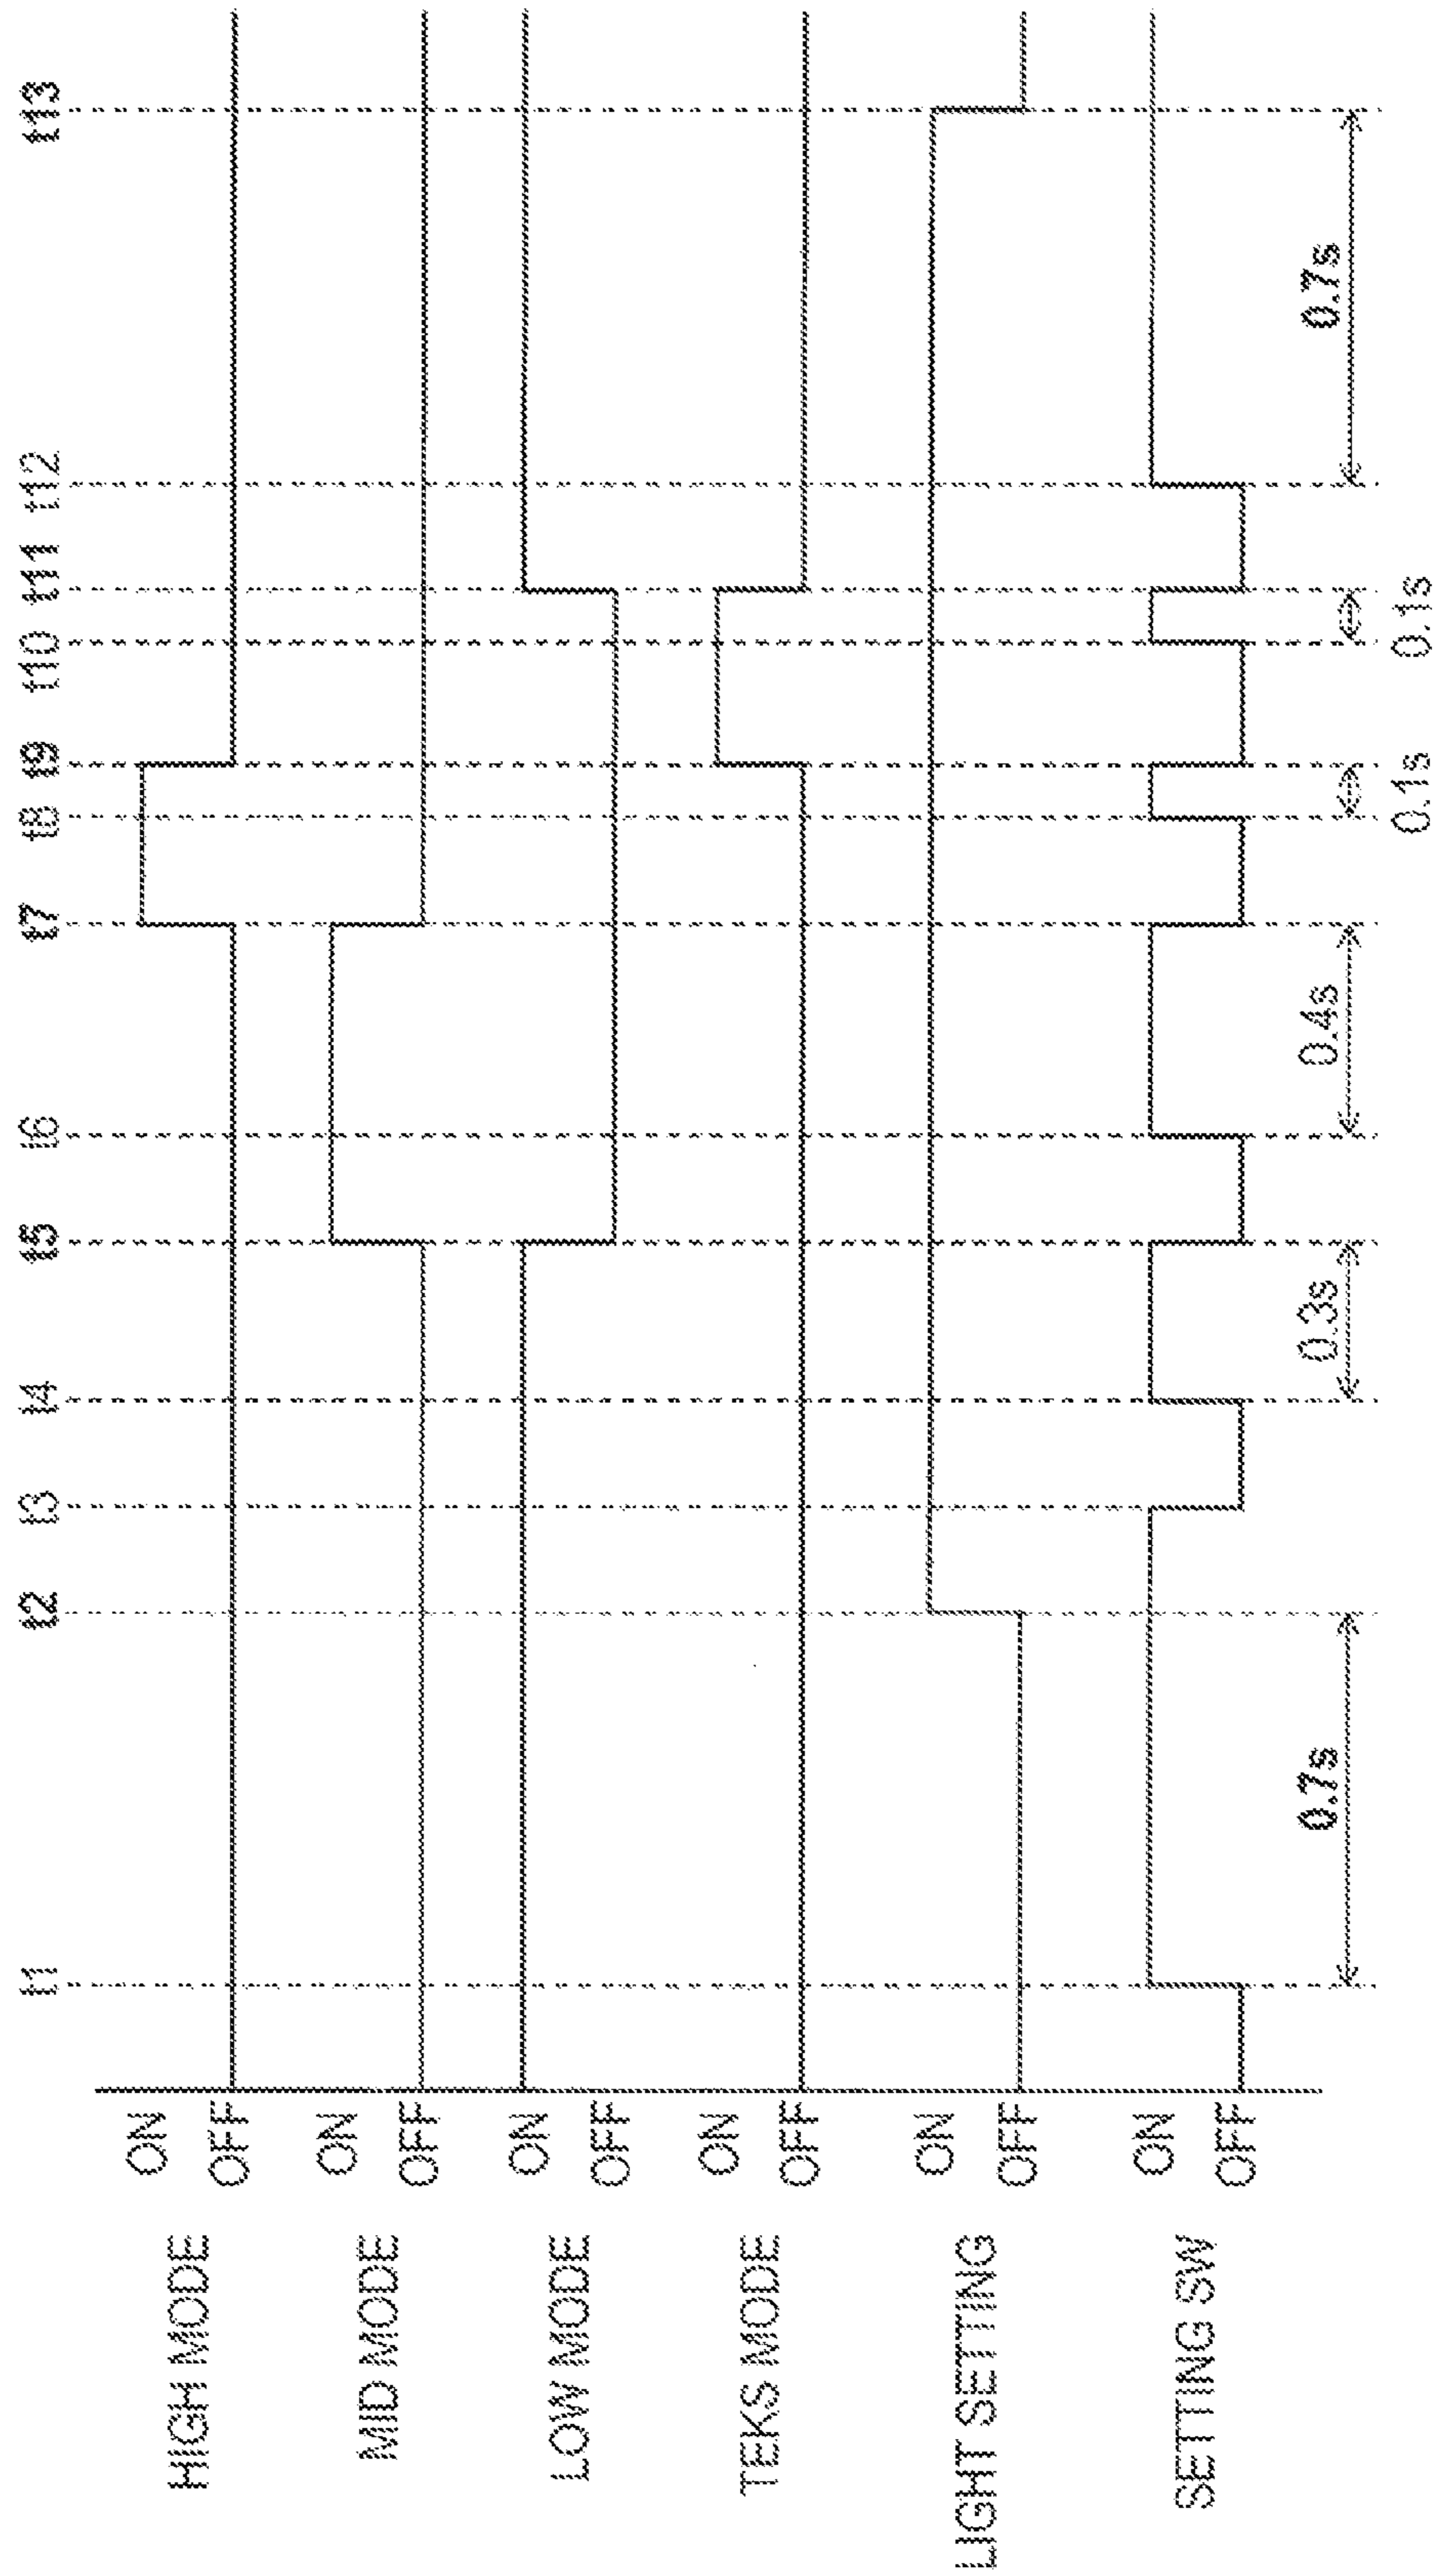 t1 t2 t3 t4 t5 t6 t7 t8 t9 t10 t11 t12 t13
HIGH MODE
ON
OFF
MID MODE
ON
OFF
LOW MODE
ON
OFF
TEKS MODE
ON
OFF
LIGHT SETTING
ON
OFF
SETTING SW
ON
OFF
0.7s 0.3s 0.4s 0.7s
0.1s 0.1s